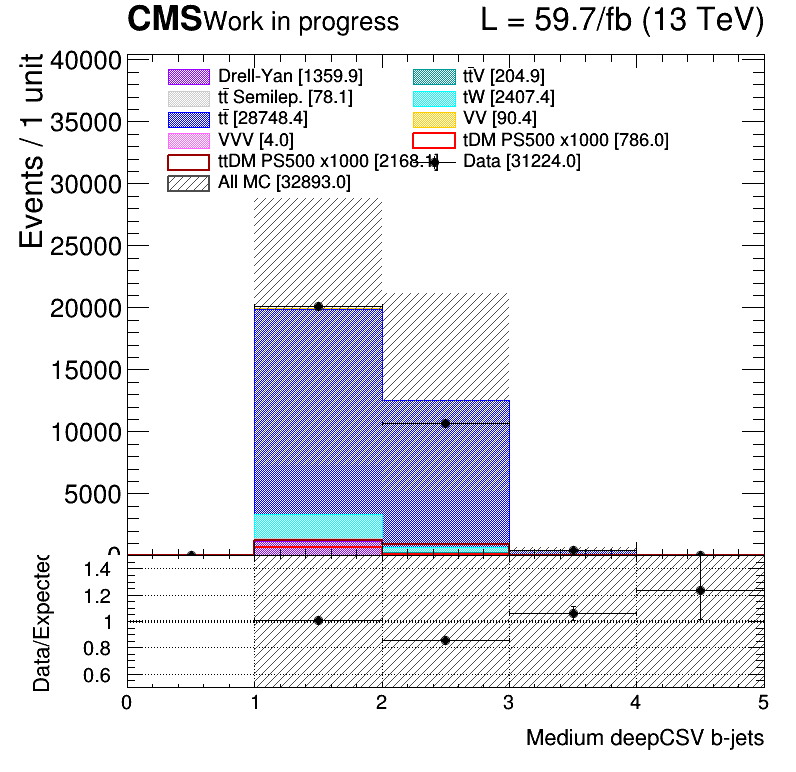 CMS Work in progress L = 59.7/fb (13 TeV)
Events / 1 unit
40000
35000
30000
25000
20000
15000
10000
5000
0
Drell-Yan [1359.9] tt̄V [204.9]
tt̄ Semilep. [78.1] tW [2407.4]
tt̄ [28748.4] VV [90.4]
VVV [4.0] tDM PS500 x1000 [786.0]
ttDM PS500 x1000 [2168.1] Data [31224.0]
All MC [32893.0]
Data/Expected
1.4
1.2
1
0.8
0.6
0 1 2 3 4 5
Medium deepCSV b-jets